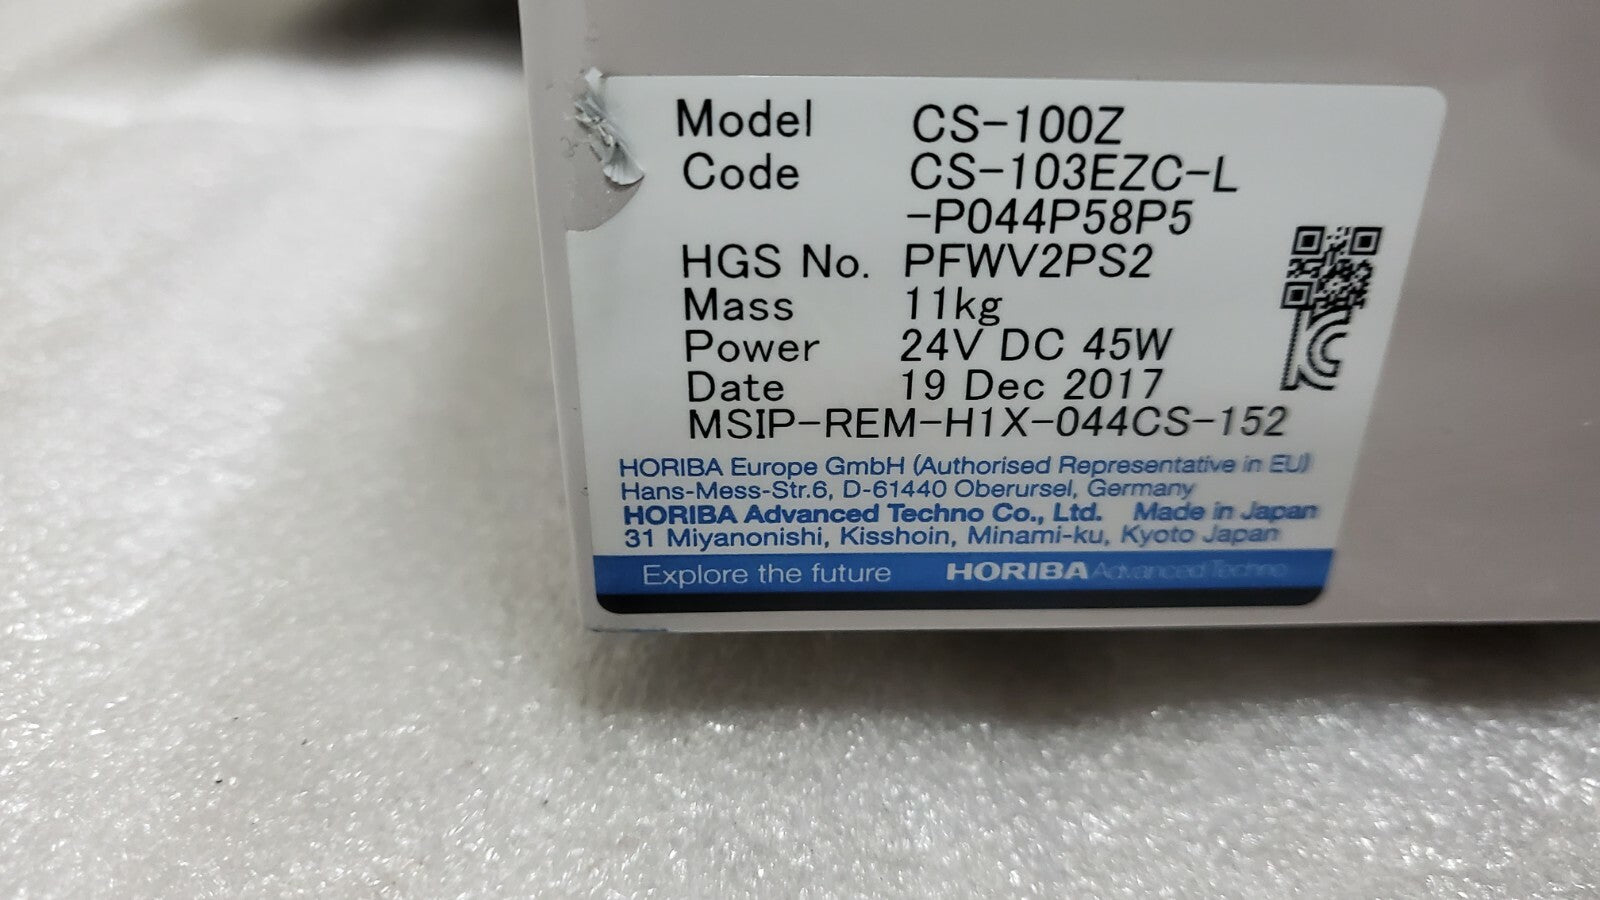 Model CS-100Z
Code CS-103EZC-L
-P044P58P5
HGS No. PFWV2PS2
Mass 11kg
Power 24V DC 45W
Date 19 Dec 2017
MSIP-REM-H1X-044CS-152
HORIBA Europe GmbH (Authorised Representative in EU)
Hans-Mess-Str.6, D-61440 Oberursel, Germany
HORIBA Advanced Techno Co., Ltd. Made in Japan
31 Miyanonishi, Kisshoin, Minami-ku, Kyoto Japan
Explore the future HORIBA Advanced Techno